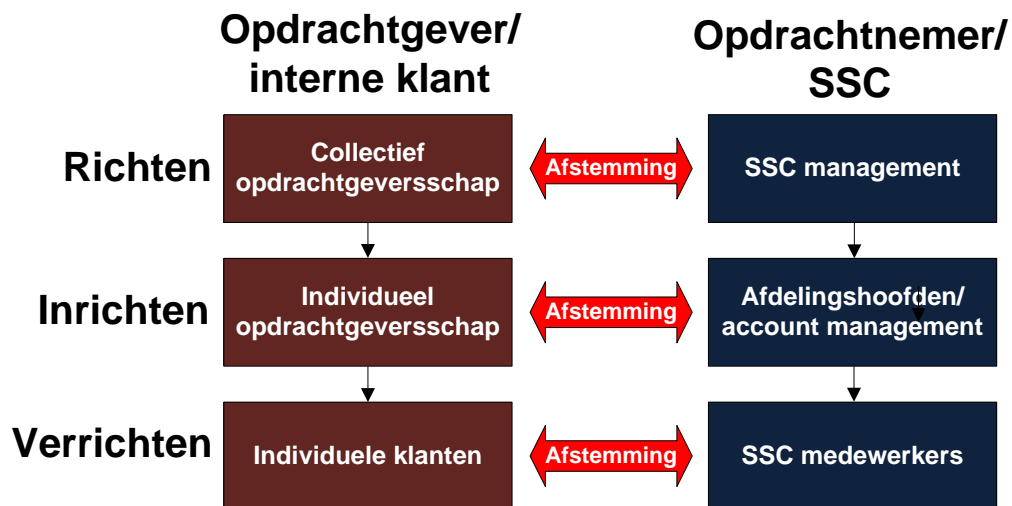 Opdrachtgever/
interne klant
Opdrachtnemer/
SSC
Richten
Collectief
opdrachtgeversschap
Afstemming
SSC management
Inrichten
Individueel
opdrachtgeversschap
Afstemming
Afdelingshoofden/
account management
Verrichten
Individuele klanten
Afstemming
SSC medewerkers